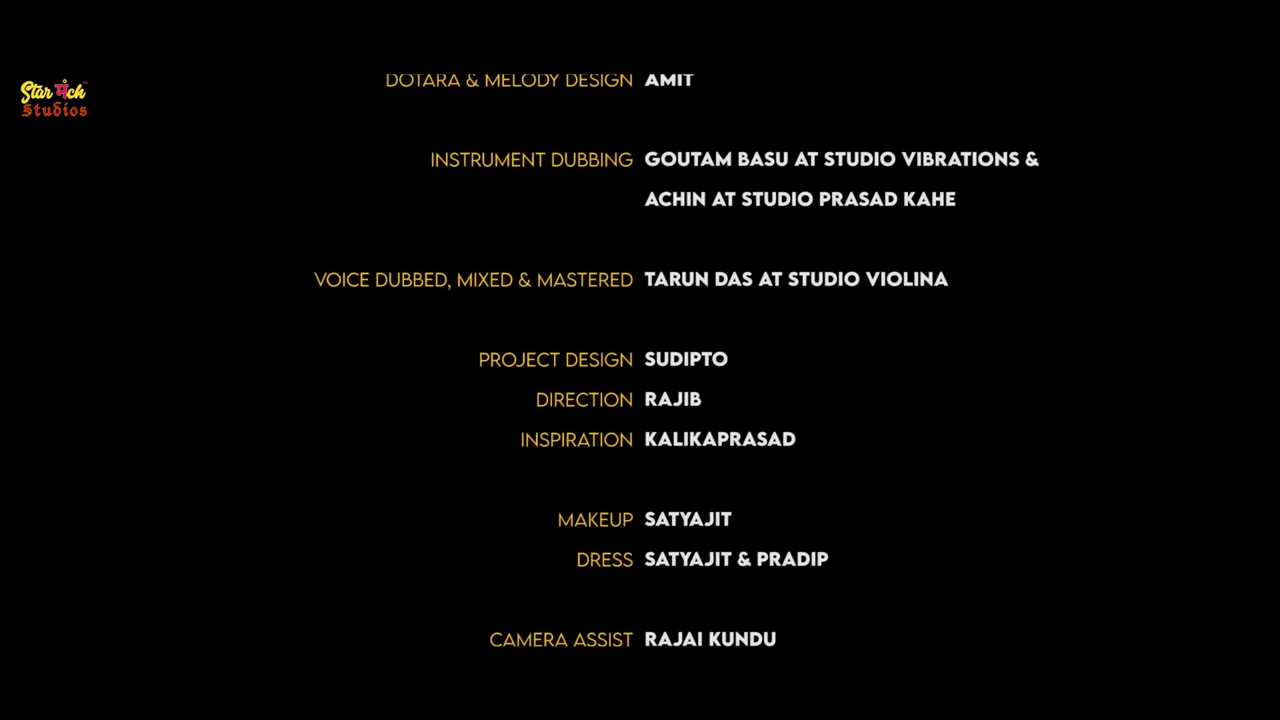 Star मंच
Studios
DOTARA & MELODY DESIGN AMIT
INSTRUMENT DUBBING GOUTAM BASU AT STUDIO VIBRATIONS &
ACHIN AT STUDIO PRASAD KAHE
VOICE DUBBED, MIXED & MASTERED TARUN DAS AT STUDIO VIOLINA
PROJECT DESIGN SUDIPTO
DIRECTION RAJIB
INSPIRATION KALIKAPRASAD
MAKEUP SATYAJIT
DRESS SATYAJIT & PRADIP
CAMERA ASSIST RAJAI KUNDU